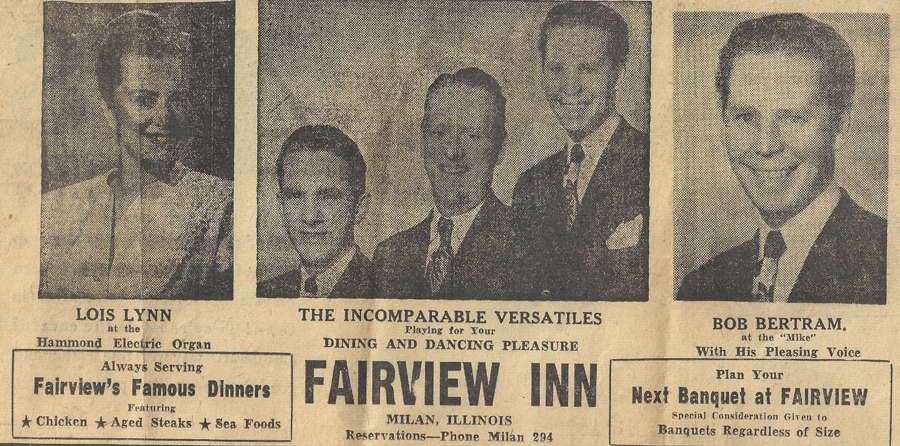 LOIS LYNN
at the
Hammond Electric Organ
THE INCOMPARABLE VERSATILES
Playing for Your
DINING AND DANCING PLEASURE
BOB BERTRAM.
at the "Mike"
With His Pleasing Voice
Always Serving
Fairview's Famous Dinners
Featuring
★ Chicken ★ Aged Steaks ★ Sea Foods
FAIRVIEW INN
MILAN, ILLINOIS
Reservations—Phone Milan 294
Plan Your
Next Banquet at FAIRVIEW
Special Consideration Given to
Banquets Regardless of Size